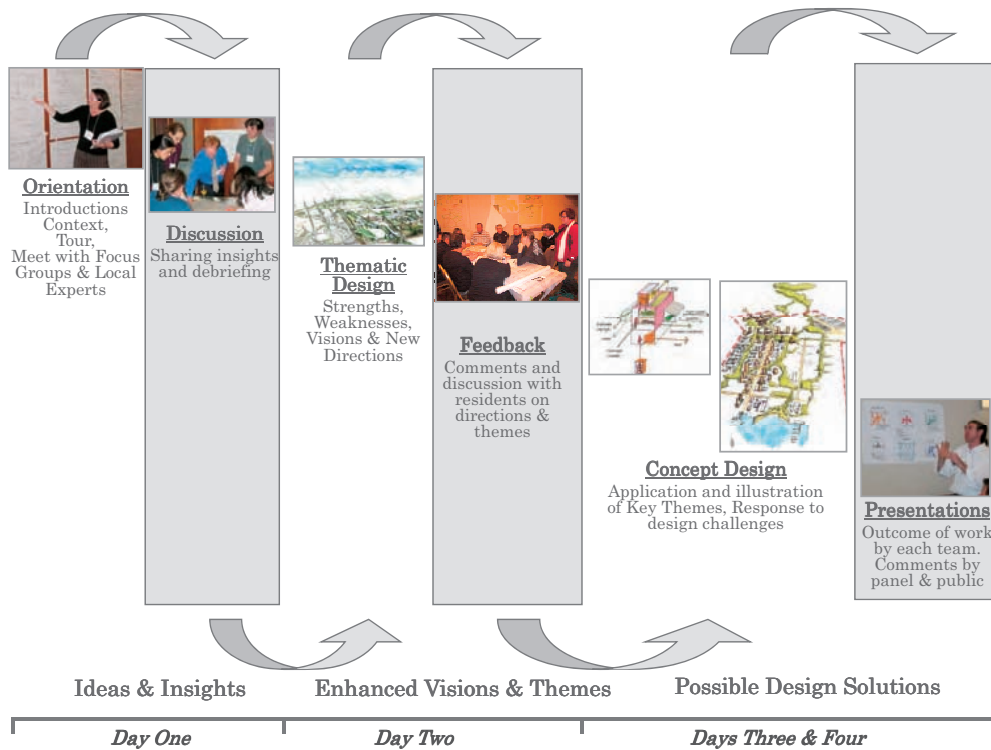 Orientation
Introductions
Context,
Tour,
Meet with Focus
Groups & Local
Experts
Discussion
Sharing insights
and debriefing
Thematic
Design
Strengths,
Weaknesses,
Visions & New
Directions
Feedback
Comments and
discussion with
residents on
directions &
themes
Concept Design
Application and illustration
of Key Themes, Response to
design challenges
Presentations
Outcome of work
by each team.
Comments by
panel & public
Ideas & Insights
Enhanced Visions & Themes
Possible Design Solutions
Day One
Day Two
Days Three & Four